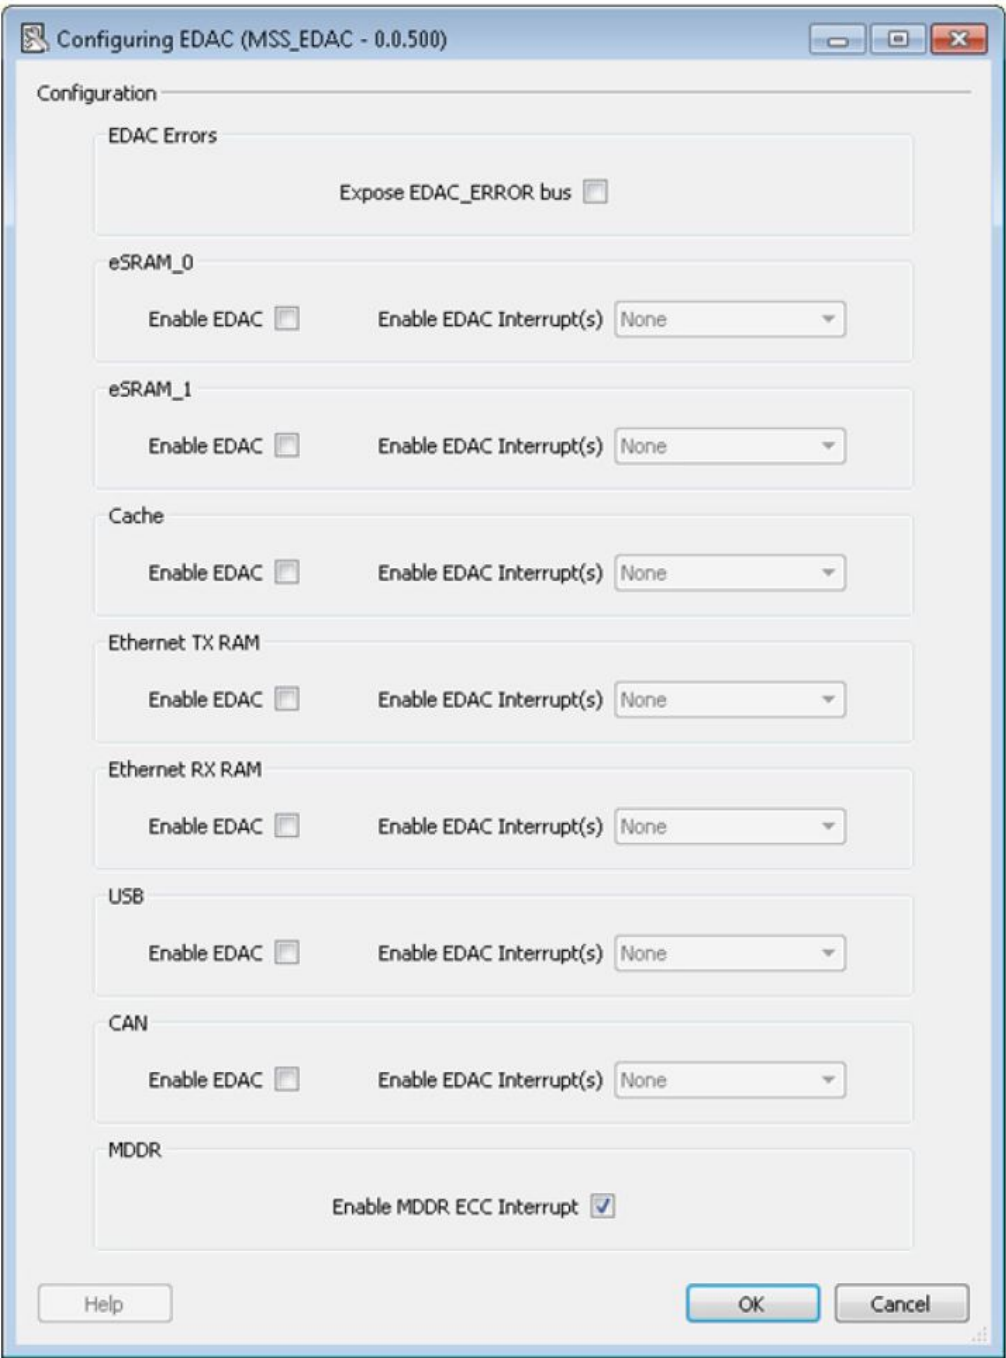 Configuring EDAC (MSS_EDAC - 0.0.500)
Configuration
EDAC Errors
Expose EDAC_ERROR bus
eSRAM_0
Enable EDAC Enable EDAC Interrupt(s) None
eSRAM_1
Enable EDAC Enable EDAC Interrupt(s) None
Cache
Enable EDAC Enable EDAC Interrupt(s) None
Ethernet TX RAM
Enable EDAC Enable EDAC Interrupt(s) None
Ethernet RX RAM
Enable EDAC Enable EDAC Interrupt(s) None
USB
Enable EDAC Enable EDAC Interrupt(s) None
CAN
Enable EDAC Enable EDAC Interrupt(s) None
MDDR
Enable MDDR ECC Interrupt
Help OK Cancel